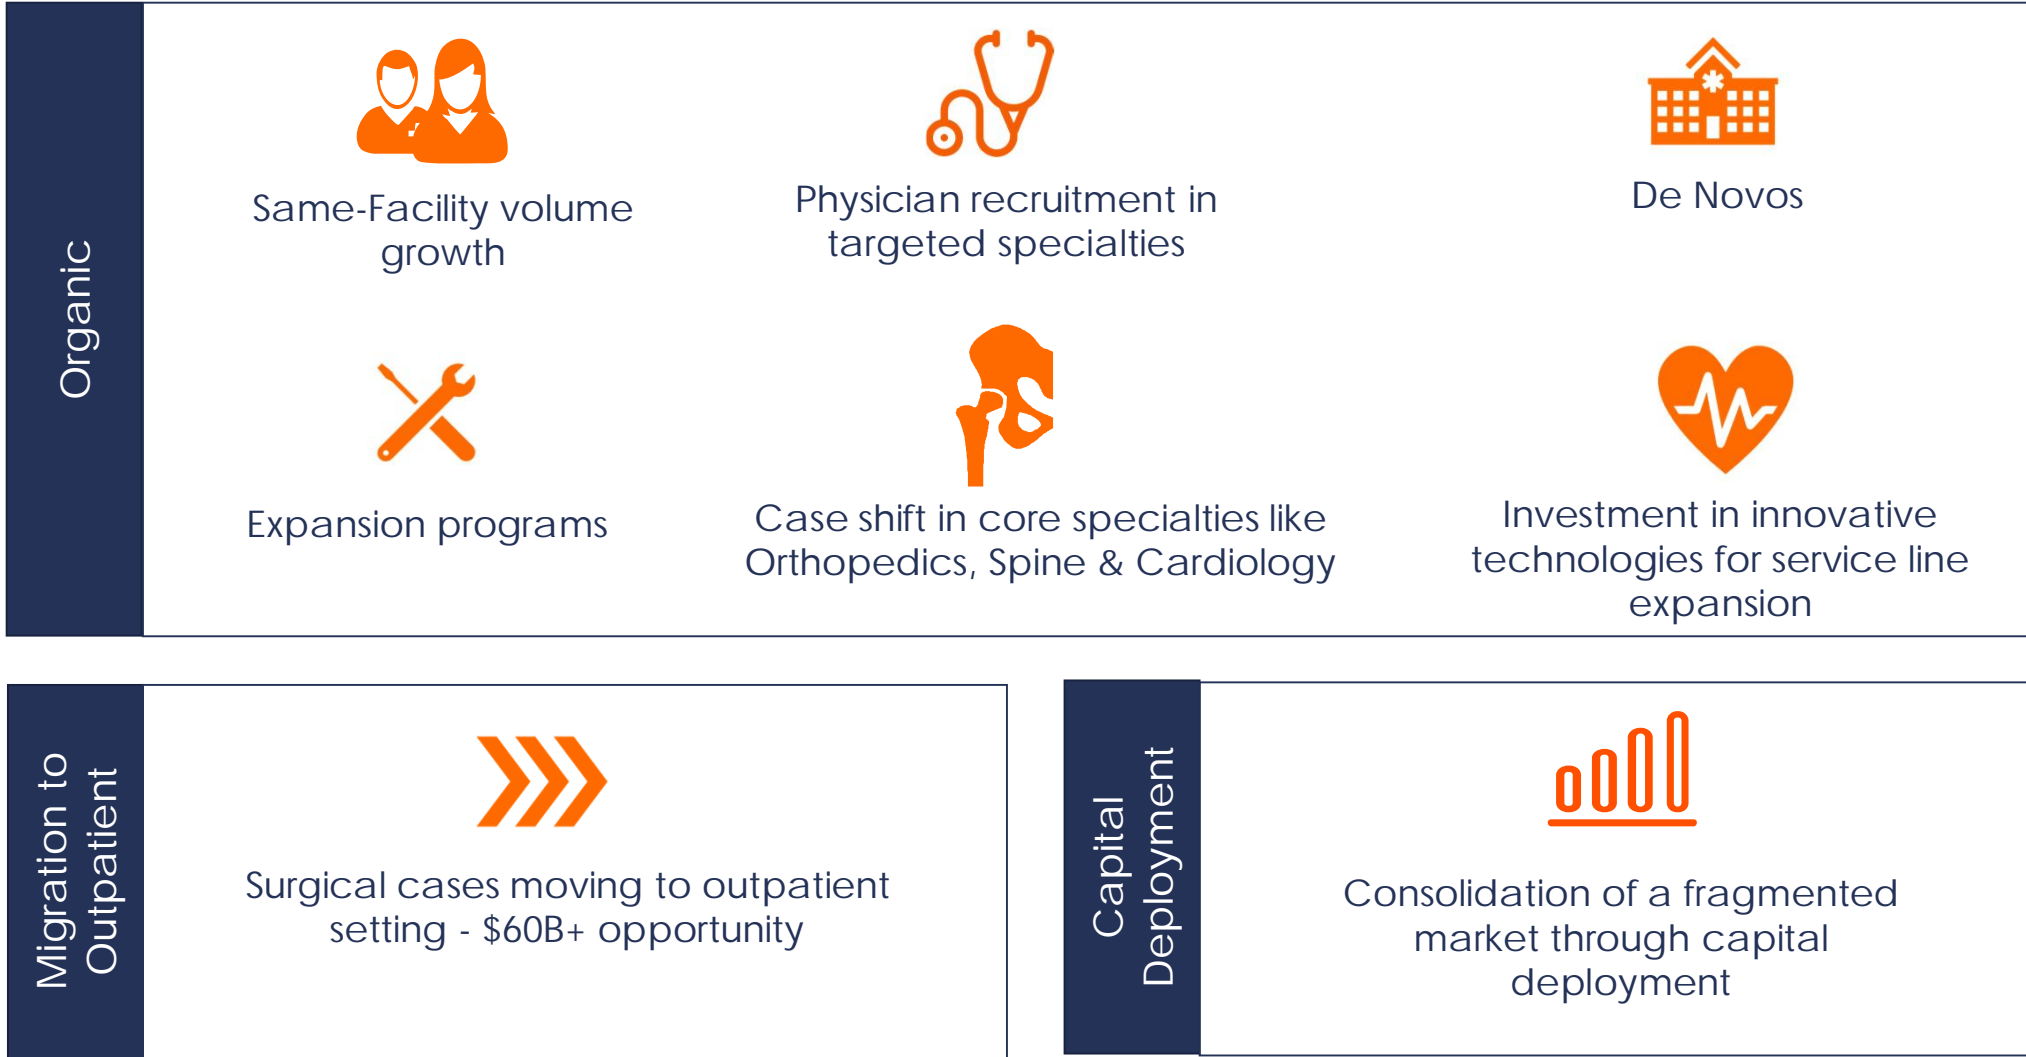 Organic
Same-Facility volume
growth
Physician recruitment in
targeted specialties
De Novos
Expansion programs
Case shift in core specialties like
Orthopedics, Spine & Cardiology
Investment in innovative
technologies for service line
expansion
Migration to
Outpatient
Surgical cases moving to outpatient
setting - $60B+ opportunity
Capital
Deployment
Consolidation of a fragmented
market through capital
deployment